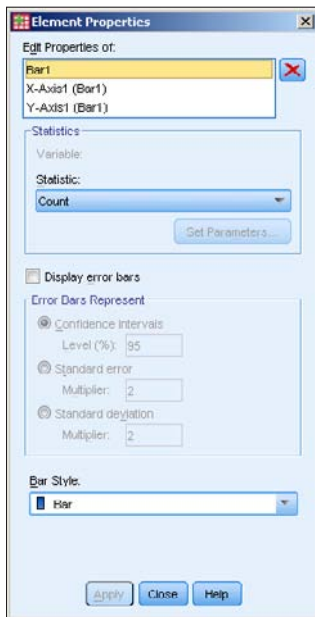 Element Properties
Edit Properties of:
Bar1
X-Axis1 (Bar1)
Y-Axis1 (Bar1)
Statistics
Variable:
Statistic:
Count
Set Parameters...
Display error bars
Error Bars Represent
Confidence intervals
Level (%): 95
Standard error
Multiplier: 2
Standard deviation
Multiplier: 2
Bar Style:
Bar
Apply Close Help